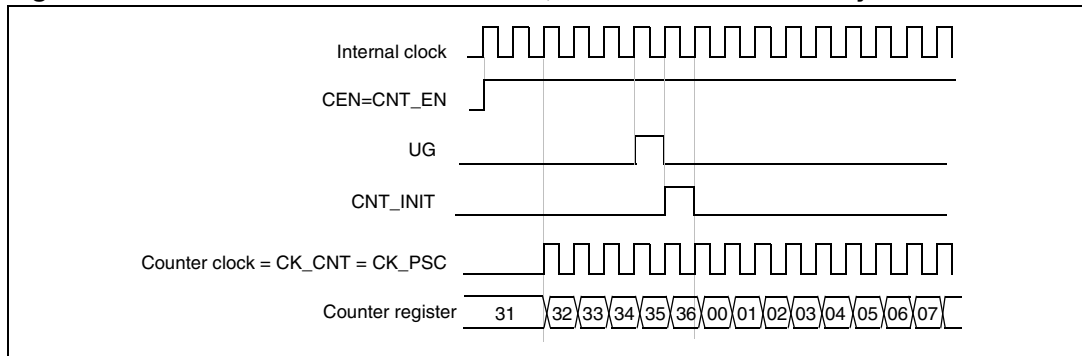 Internal clock
CEN=CNT_EN
UG
CNT_INIT
Counter clock = CK_CNT = CK_PSC
Counter register 31 32 33 34 35 36 00 01 02 03 04 05 06 07